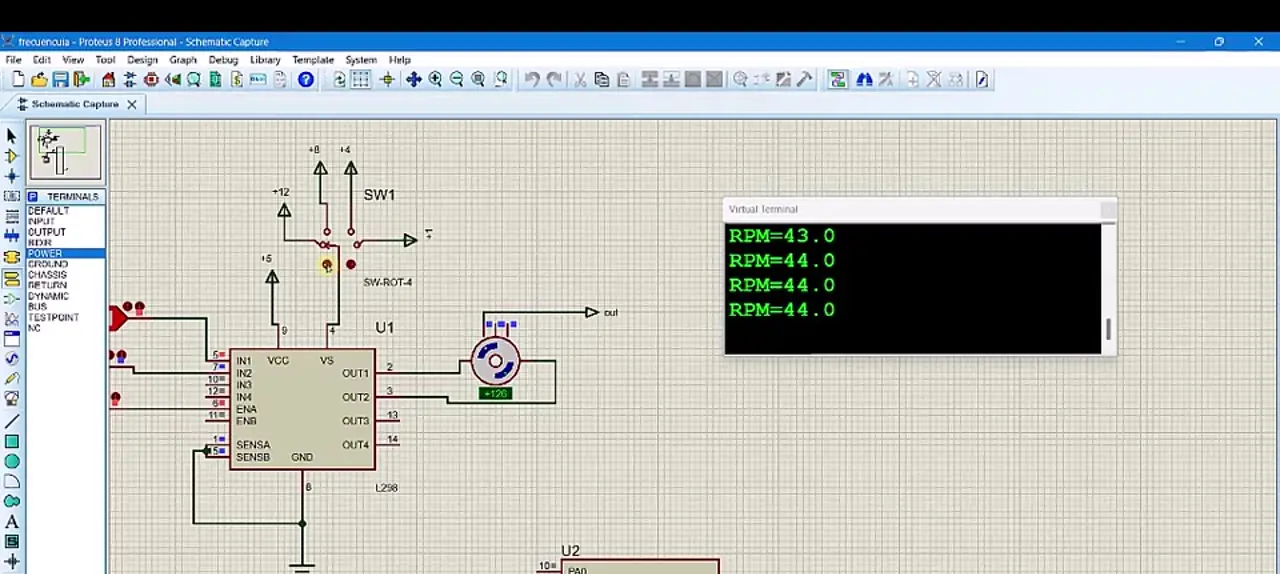 frecuencuia - Proteus 8 Professional - Schematic Capture
File Edit View Tool Design Graph Debug Library Template System Help
Schematic Capture
TERMINALS
DEFAULT
INPUT
OUTPUT
BIDIR
POWER
GROUND
CHASSIS
RETURN
DYNAMIC
BUS
TESTPOINT
NC
+8 +4
+12
SW1
+5
SW-ROT-4
out
U1
9 4
VCC VS
5 IN1
7 IN2
10 IN3
12 IN4
6 ENA
11 ENB
1 SENSA
15 SENSB
GND
OUT1 2
OUT2 3
OUT3 13
OUT4 14
8
L298
+126
U2
10 PA0
Virtual Terminal
RPM=43.0
RPM=44.0
RPM=44.0
RPM=44.0